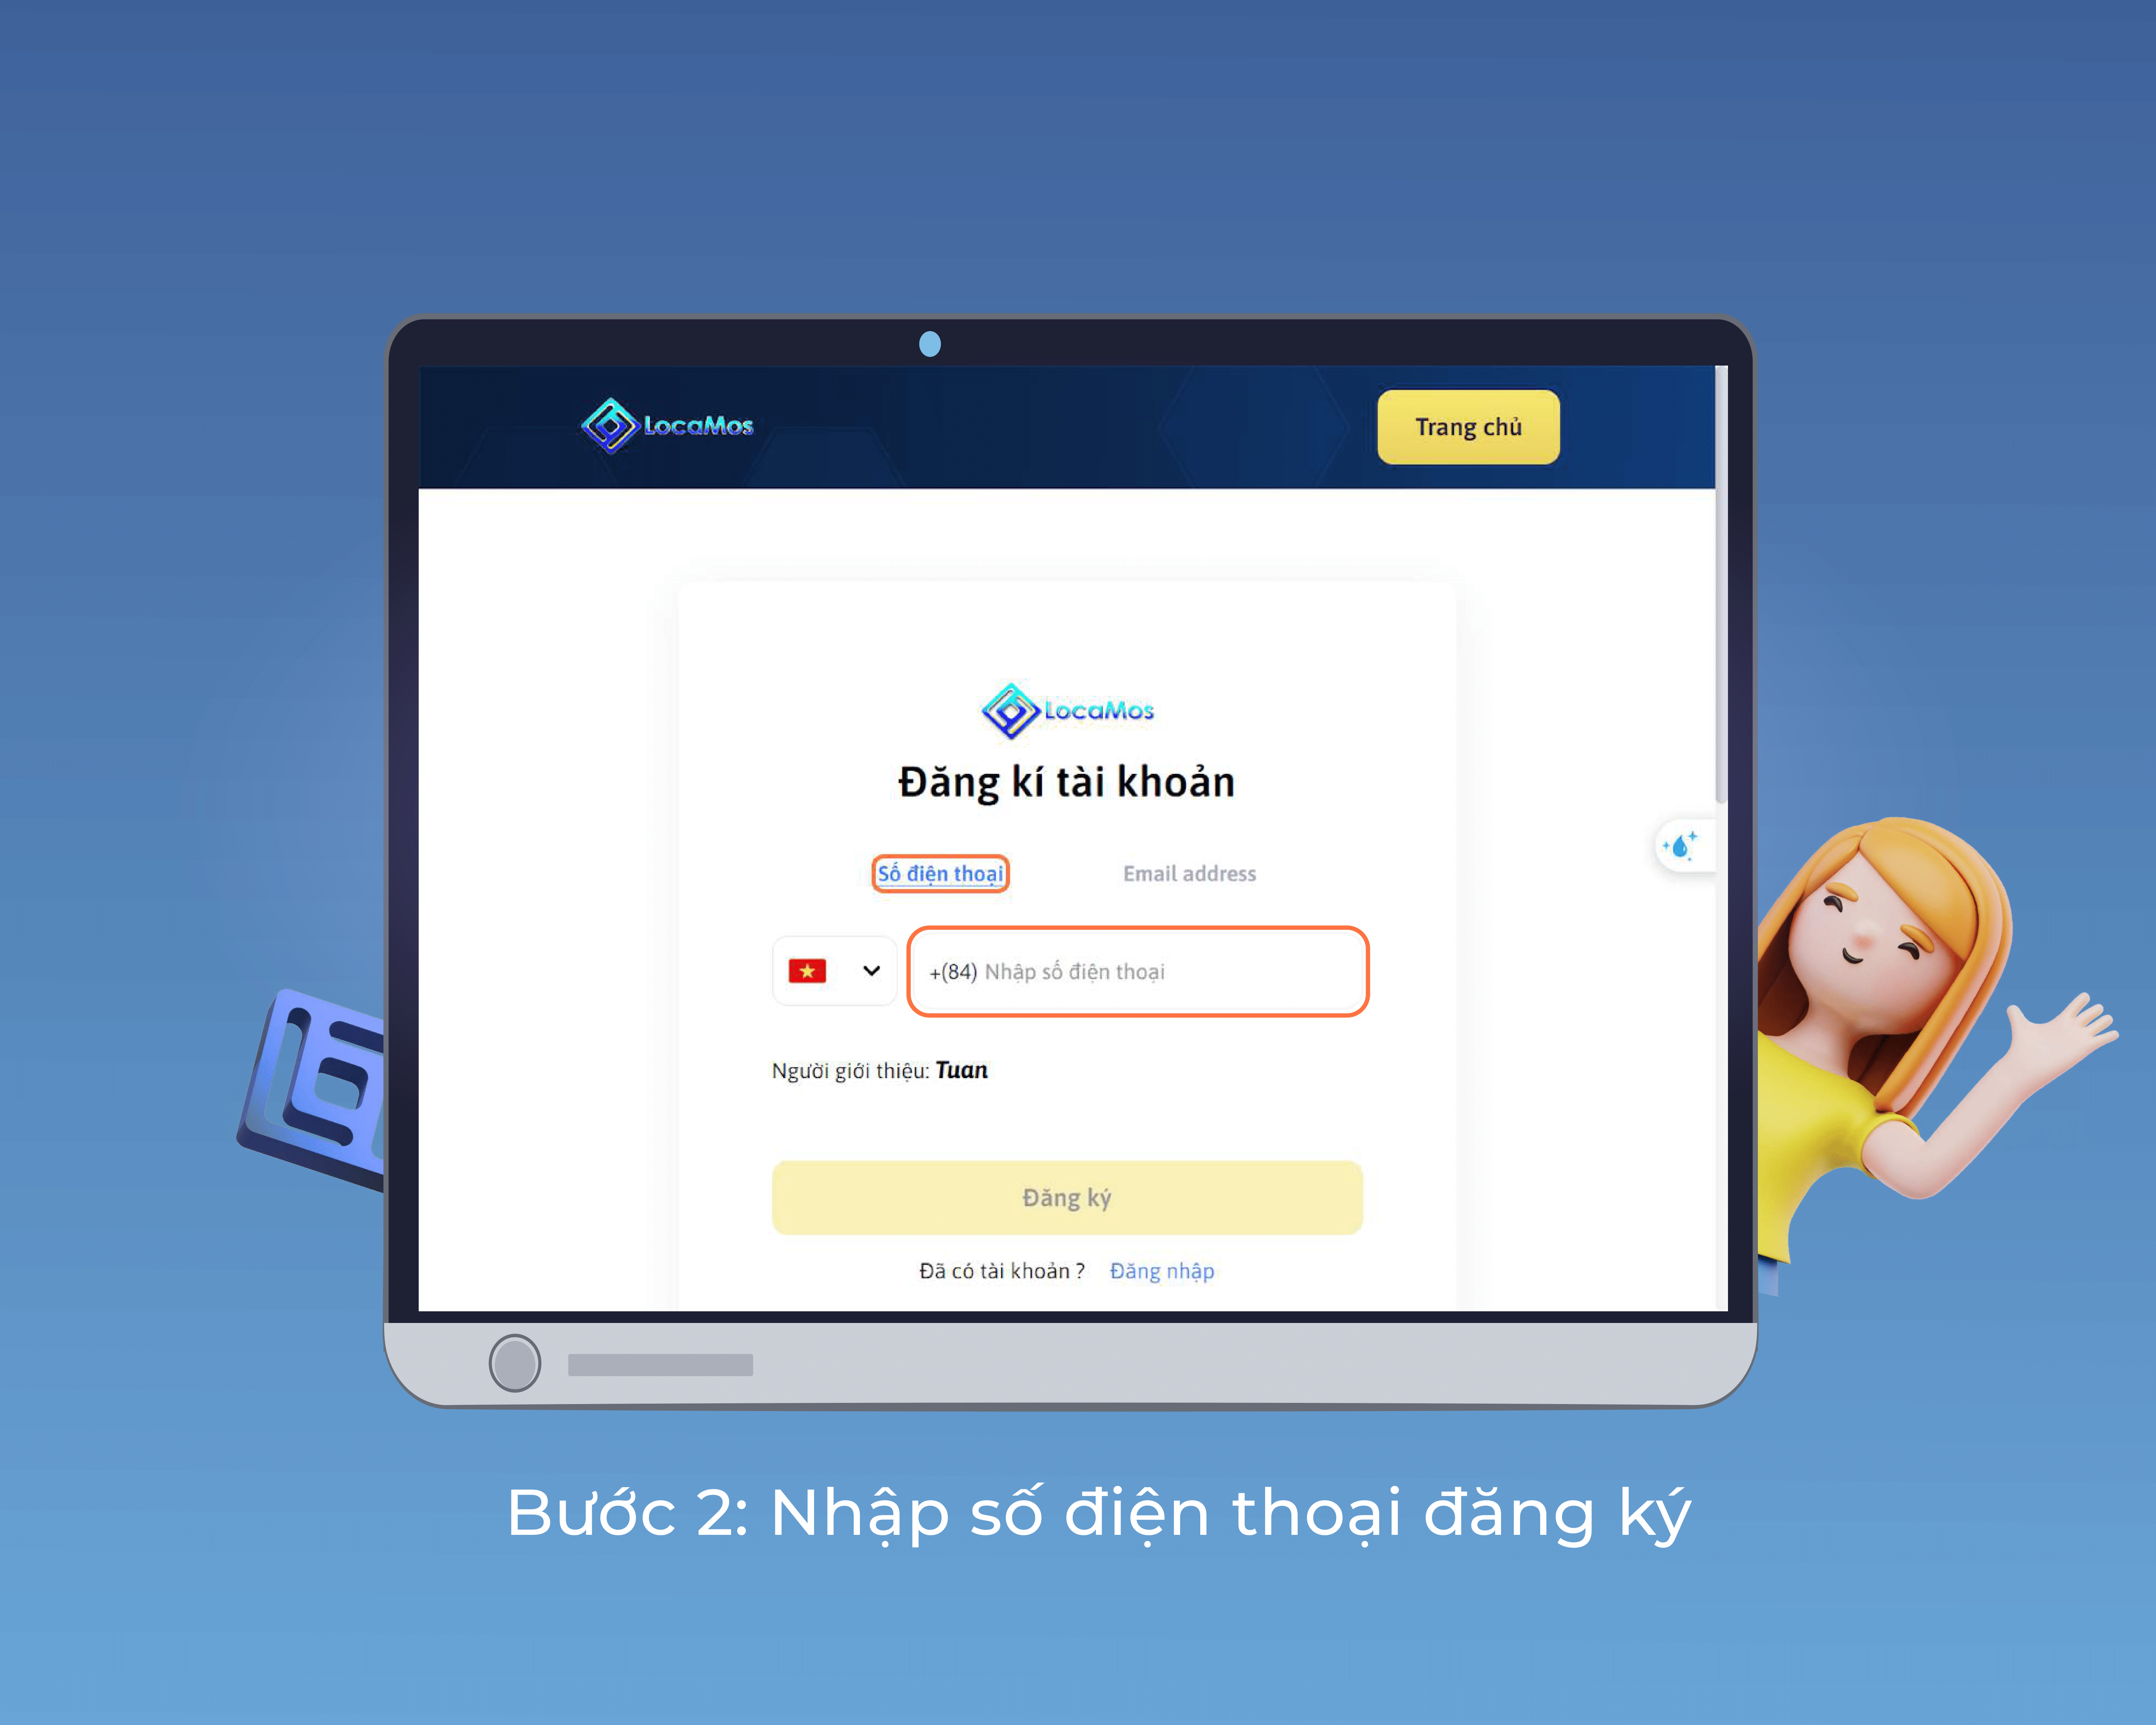 LocaMos
Trang chủ
LocaMos
Đăng kí tài khoản
Số điện thoại
Email address
+(84) Nhập số điện thoại
Người giới thiệu: Tuan
Đăng ký
Đã có tài khoản ? Đăng nhập
Bước 2: Nhập số điện thoại đăng ký